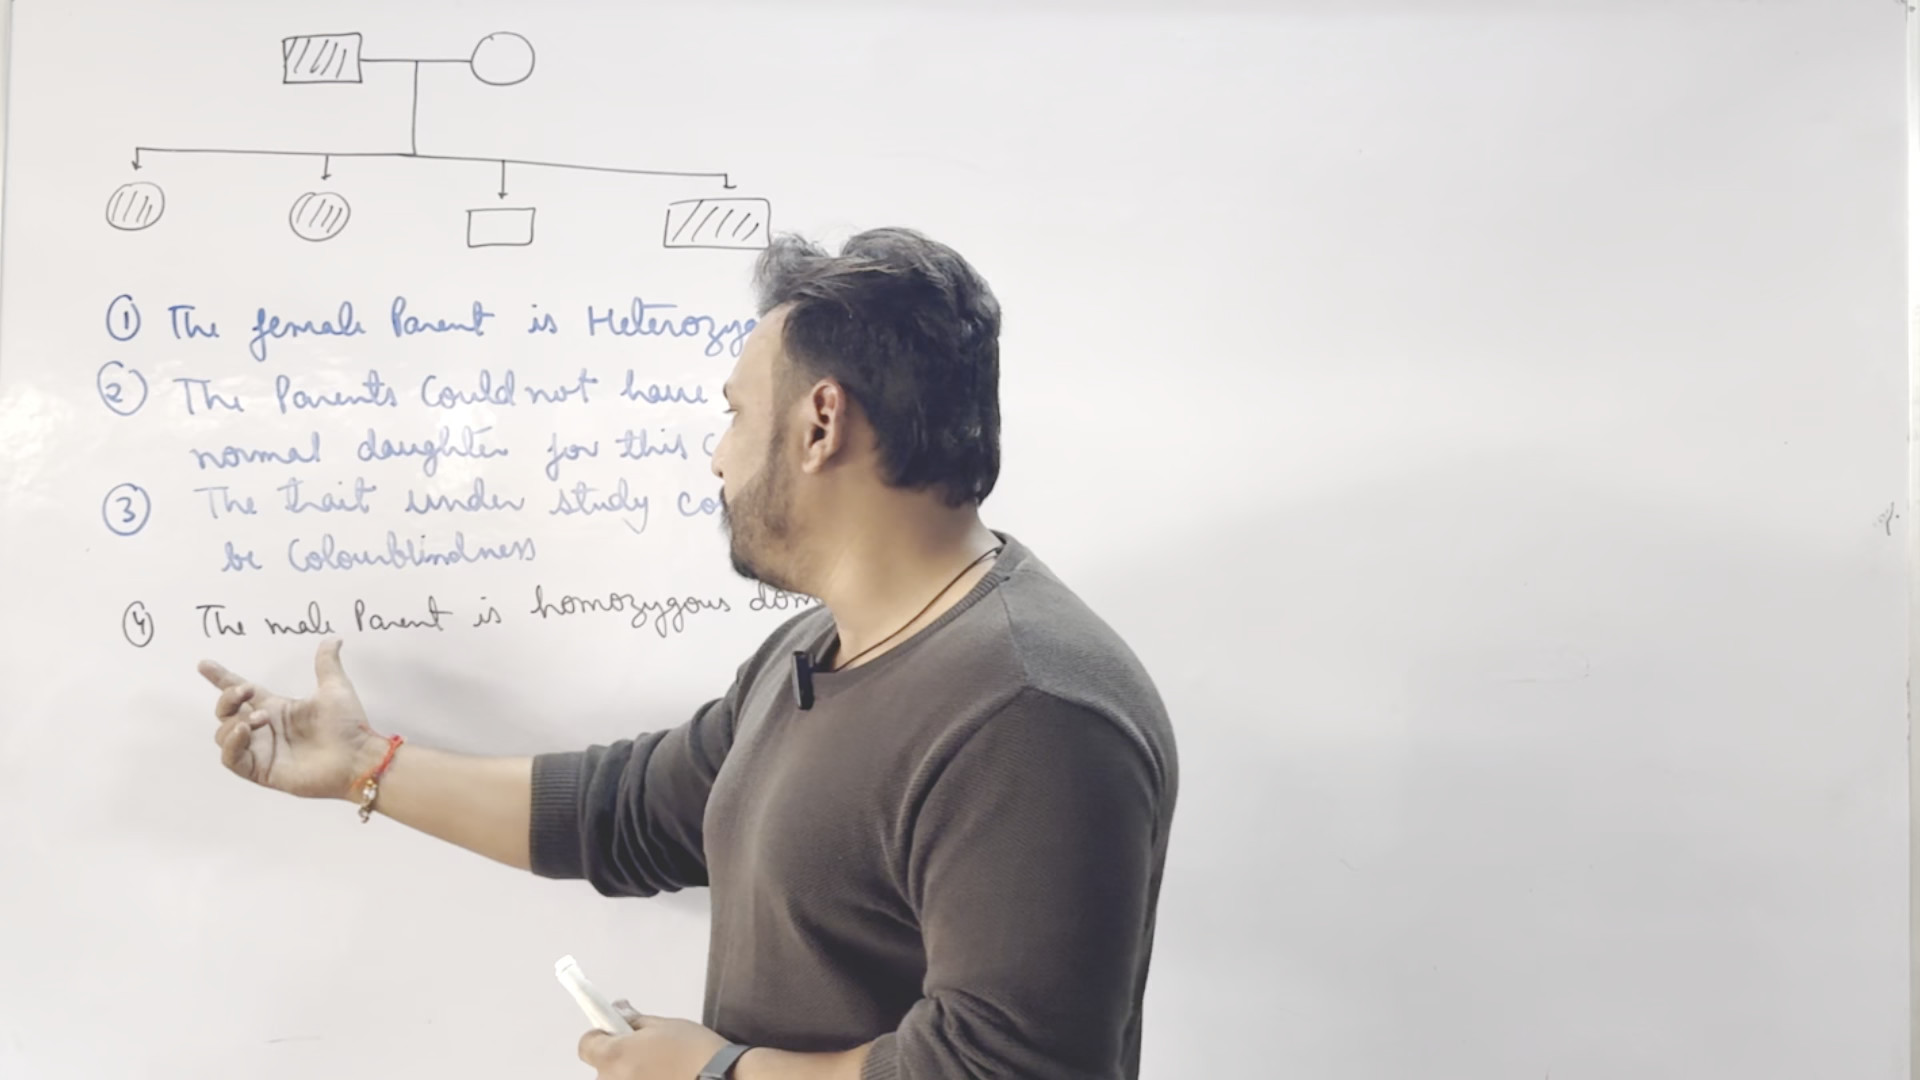 ① The female Parent is
② The Parents Could not have
normal daughter for this
③ The trait under study
be Colourblindness
④ The male Parent is homozygous